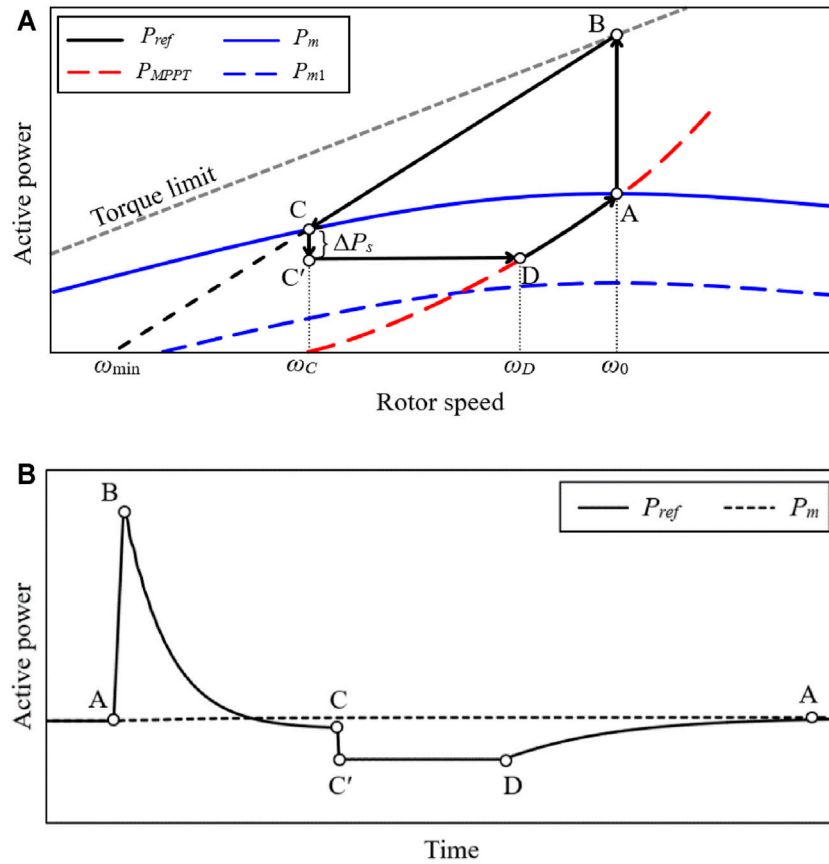 A
P_ref P_m
P_MPPT P_m1
B
Torque limit
C
} ΔP_s
A
C′
D
Active power
ω_min ω_C ω_D ω_0
Rotor speed
B
B
P_ref P_m
A
C
A
C′
D
Active power
Time